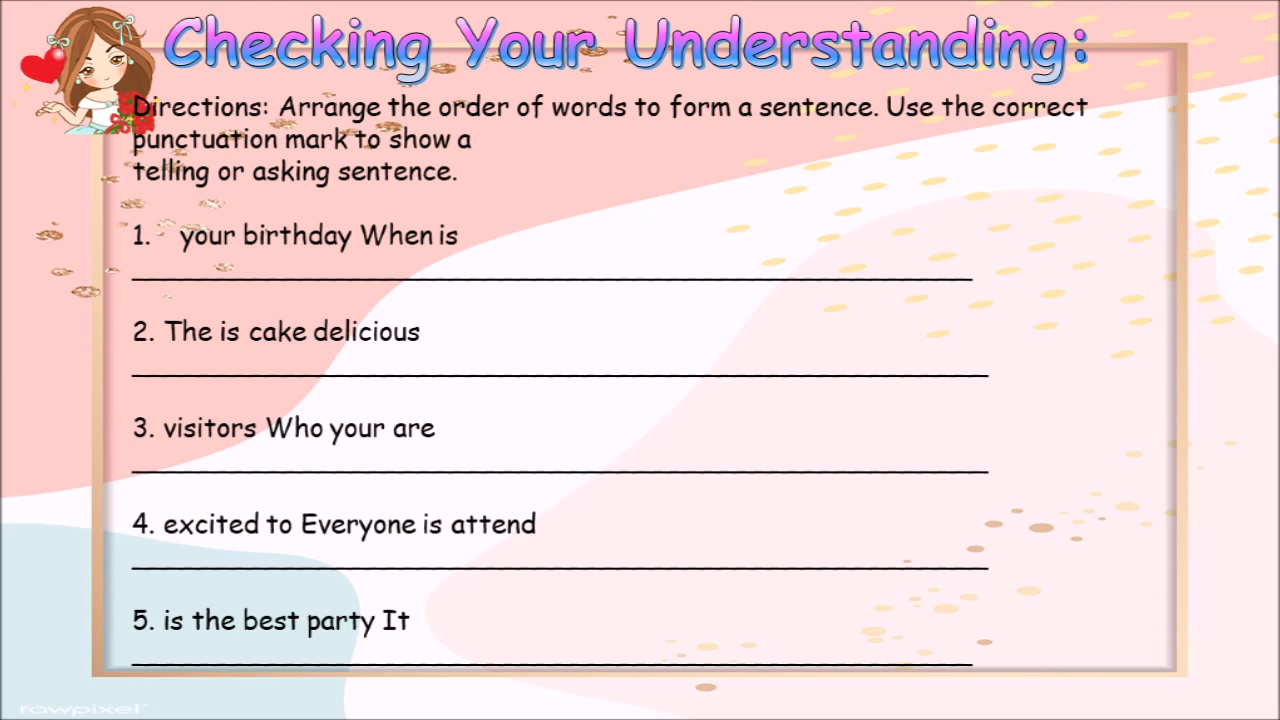 Checking Your Understanding:
Directions: Arrange the order of words to form a sentence. Use the correct
punctuation mark to show a
telling or asking sentence.
1. your birthday When is
2. The is cake delicious
3. visitors Who your are
4. excited to Everyone is attend
5. is the best party It
rawpixel